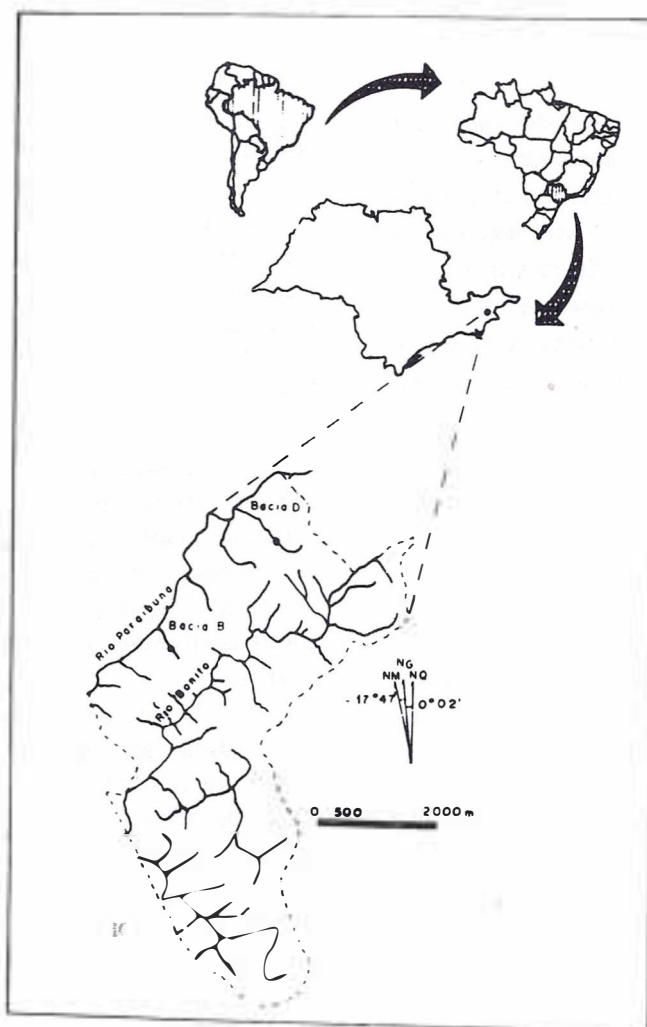 Bacia D
Rio Paraibuna
Bacia B
Rio Bonito
NG
NM NQ
-17°47' 0°02'
0 500 2000 m